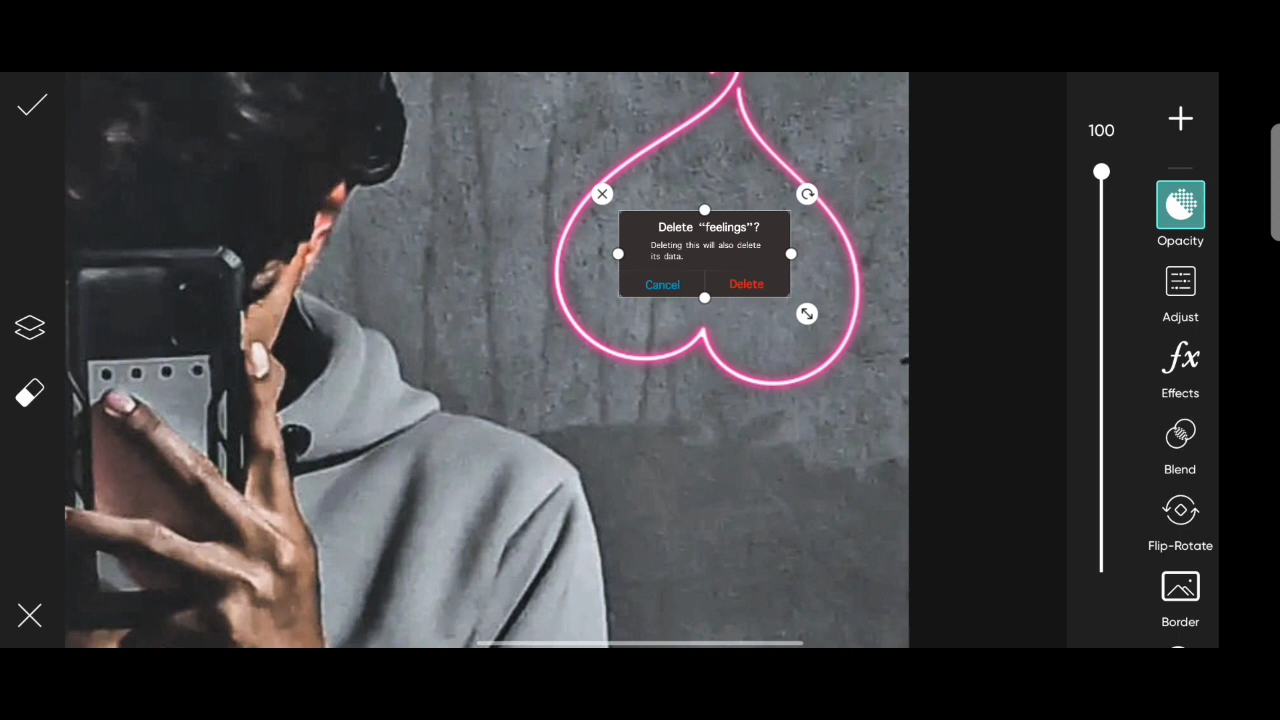 100
Opacity
Delete “feelings”?
Deleting this will also delete
its data.
Cancel Delete
Adjust
fx
Effects
Blend
Flip-Rotate
Border